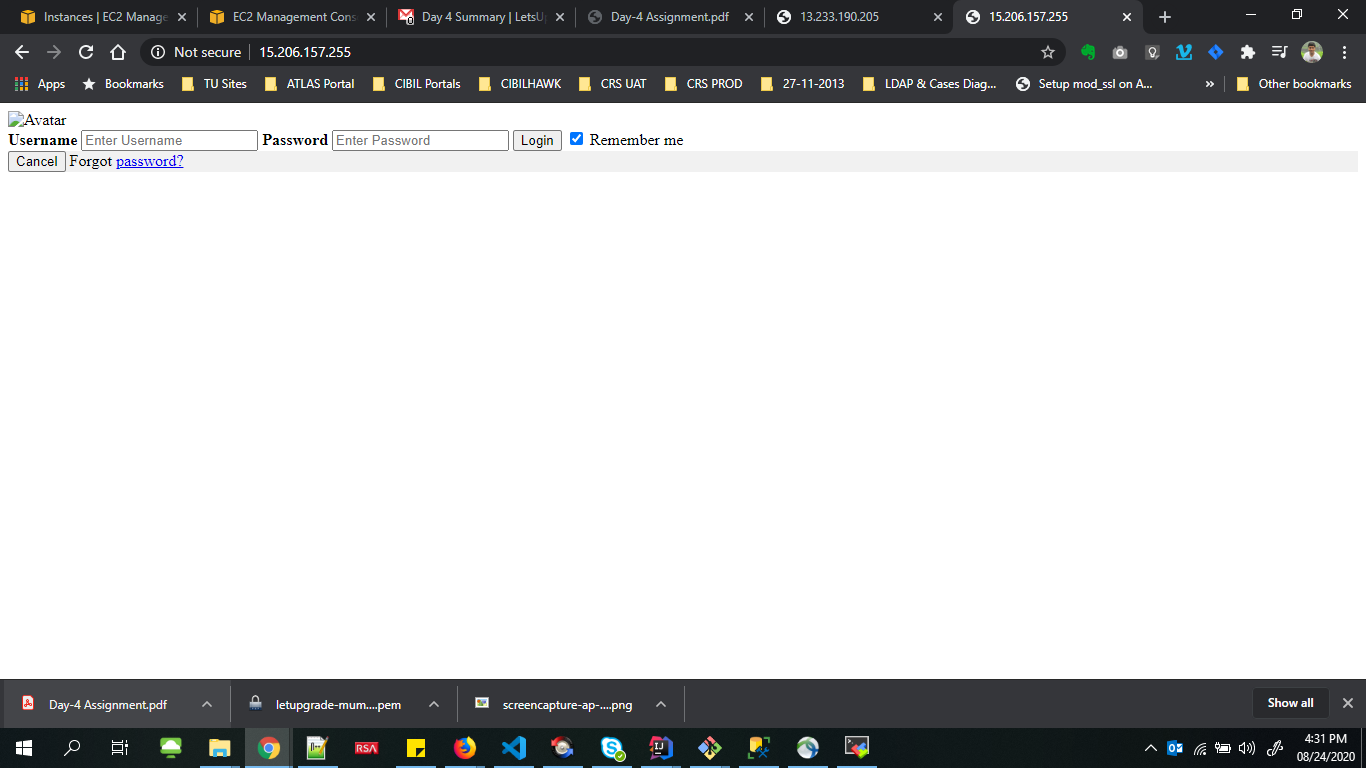 Instances | EC2 Manage
EC2 Management Cons
Day 4 Summary | LetsU
Day-4 Assignment.pdf
13.233.190.205
15.206.157.255
Not secure 15.206.157.255
Apps Bookmarks TU Sites ATLAS Portal CIBIL Portals CIBILHAWK CRS UAT CRS PROD 27-11-2013 LDAP & Cases Diag... Setup mod_ssl on A... » Other bookmarks
Avatar
Username Enter Username Password Enter Password Login Remember me
Cancel Forgot password?
Day-4 Assignment.pdf letupgrade-mum....pem screencapture-ap-....png Show all
RSA
4:31 PM
08/24/2020